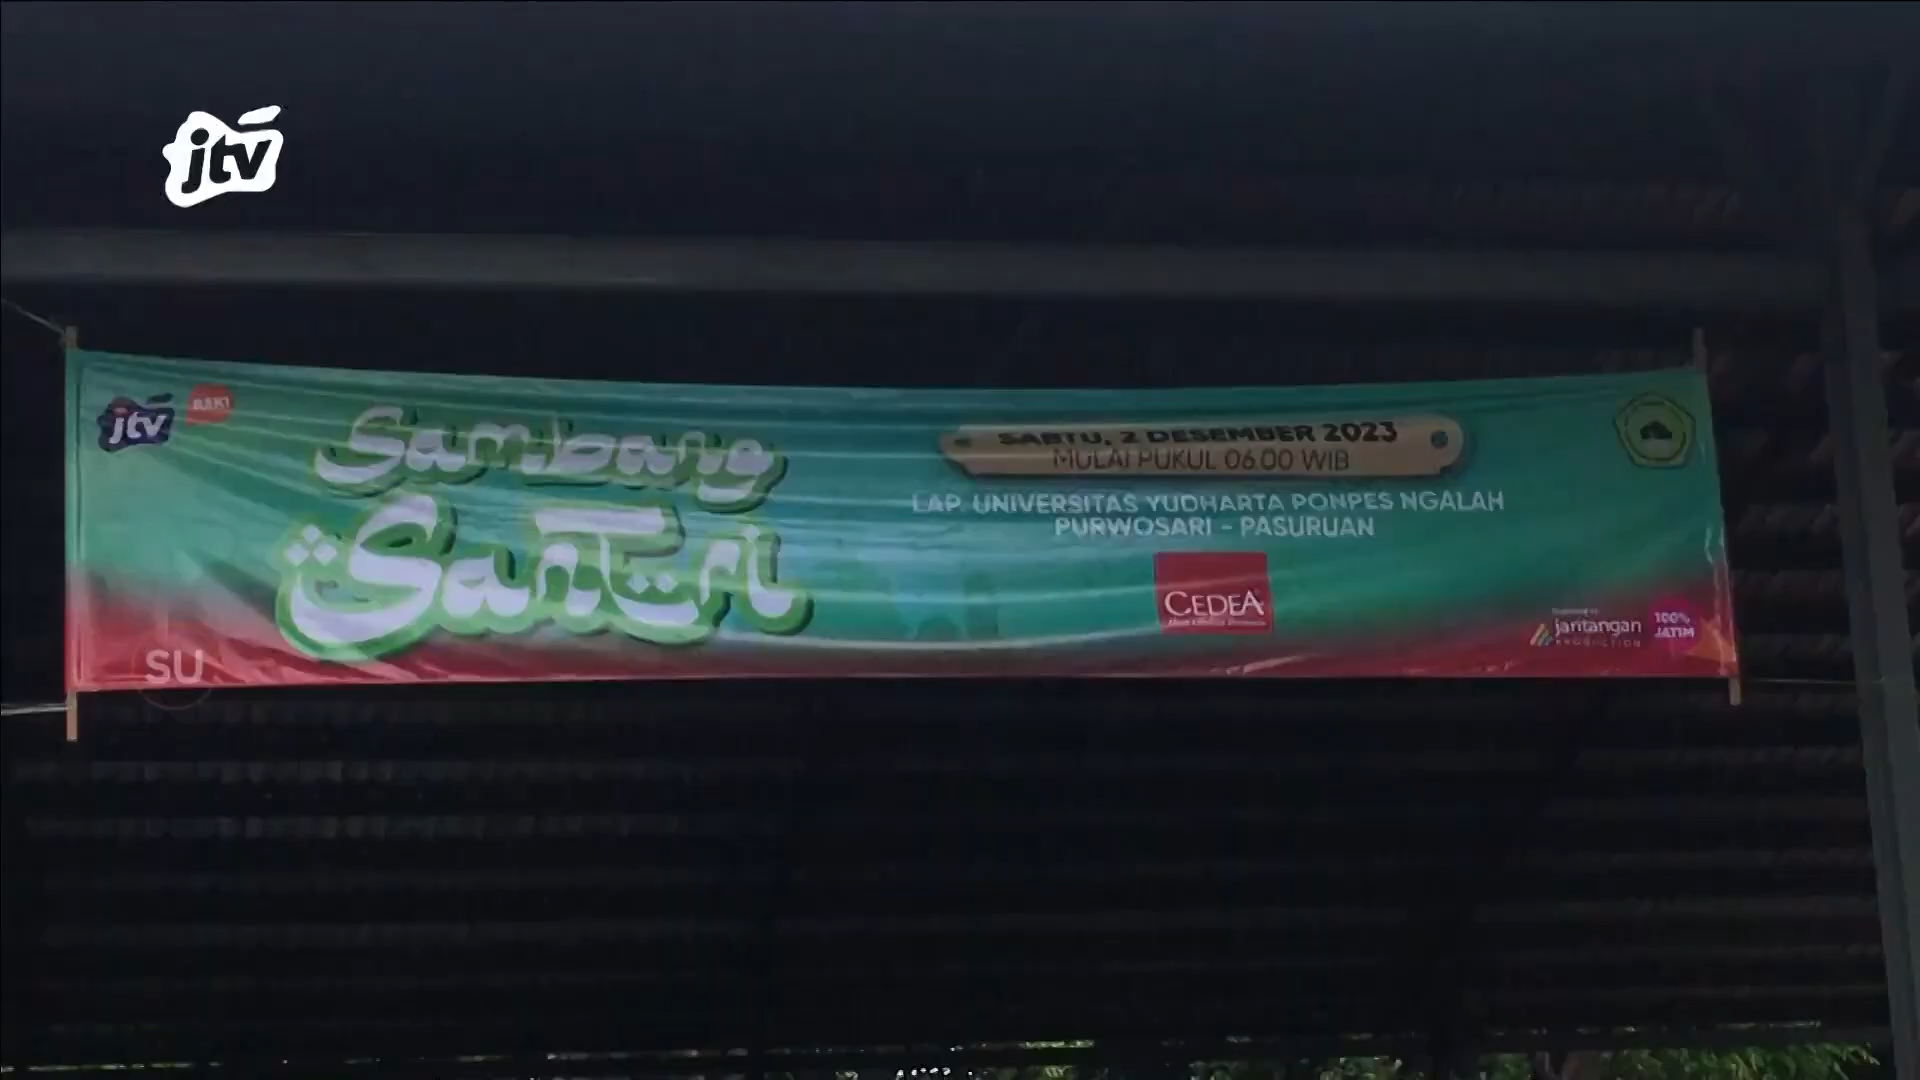 jtv
jtv
Sambang
Santri
SABTU, 2 DESEMBER 2023
MULAI PUKUL 06.00 WIB
LAP. UNIVERSITAS YUDHARTA PONPES NGALAH
PURWOSARI - PASURUAN
CEDEA
jaritangan
PRODUCTION
100%
JATIM
SU